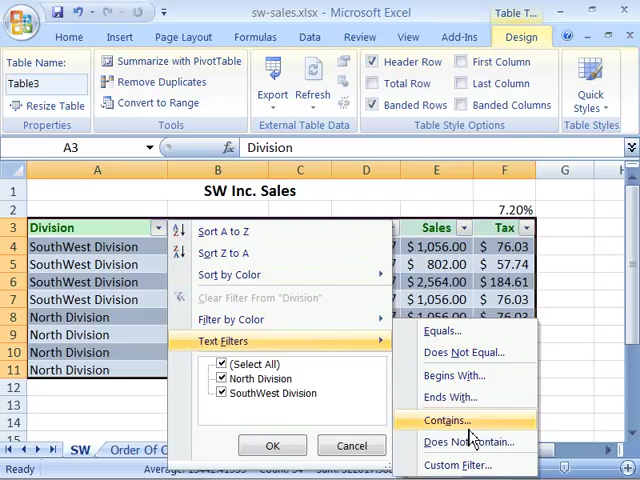 sw-sales.xlsx - Microsoft Excel
Table T...
Home Insert Page Layout Formulas Data Review View Add-Ins Design
Table Name:
Table3
Resize Table
Properties
Summarize with PivotTable
Remove Duplicates
Convert to Range
Tools
Export Refresh
External Table Data
Header Row First Column
Total Row Last Column
Banded Rows Banded Columns
Table Style Options
Quick
Styles
Table Styles
A3 fx Division
A B C D E F G H
1 SW Inc. Sales
2 7.20%
3 Division Sales Tax
4 SouthWest Division 7 $ 1,056.00 $ 76.03
5 SouthWest Division $ 802.00 $ 57.74
6 SouthWest Division $ 2,564.00 $ 184.61
7 SouthWest Division $ 1,056.00 $ 76.03
8 North Division 7 $ 1,056.00 $ 76.03
9 North Division
10 North Division
11 North Division
12
13
14
15
Sort A to Z
Sort Z to A
Sort by Color
Clear Filter From "Division"
Filter by Color
Text Filters
(Select All)
North Division
SouthWest Division
OK Cancel
Equals...
Does Not Equal...
Begins With...
Ends With...
Contains...
Does Not Contain...
Custom Filter...
SW Order Of
Ready